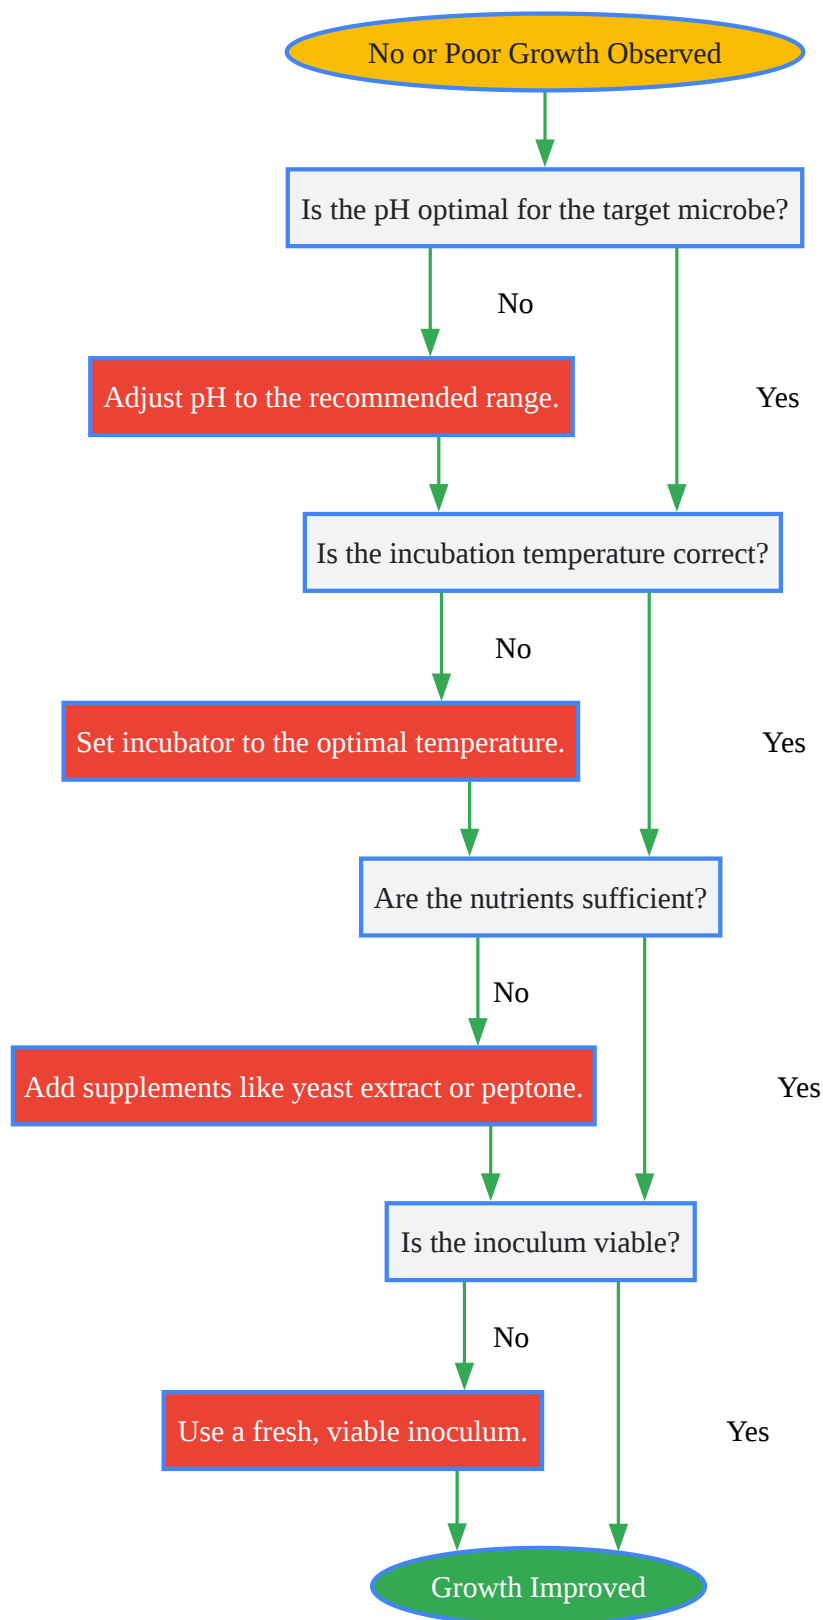 No or Poor Growth Observed
Is the pH optimal for the target microbe?
No
Adjust pH to the recommended range.
Yes
Is the incubation temperature correct?
No
Set incubator to the optimal temperature.
Yes
Are the nutrients sufficient?
No
Add supplements like yeast extract or peptone.
Yes
Is the inoculum viable?
No
Use a fresh, viable inoculum.
Yes
Growth Improved